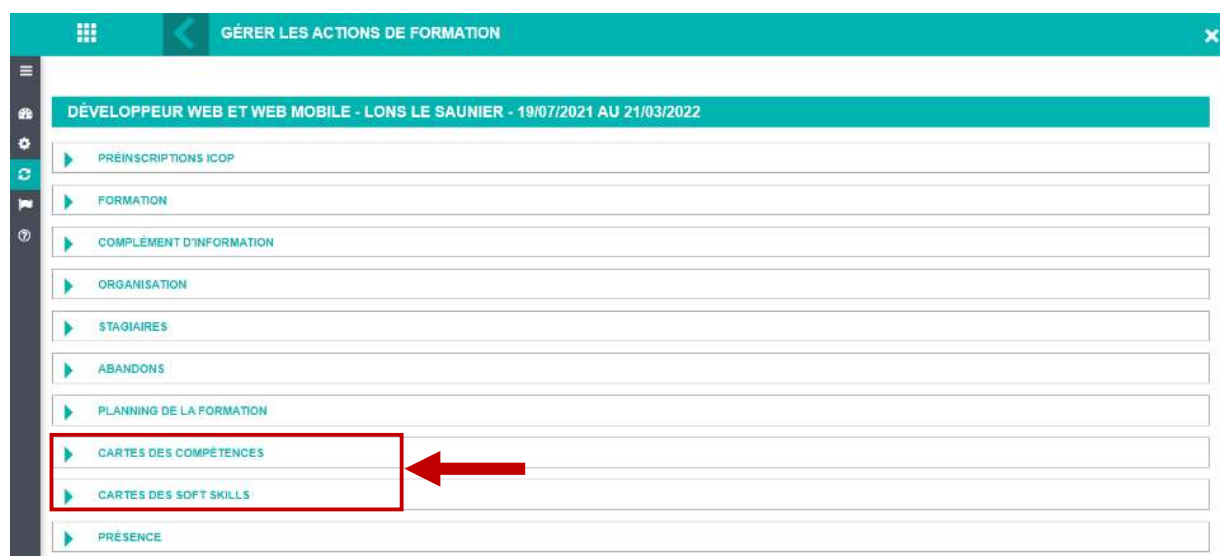 GÉRER LES ACTIONS DE FORMATION
DÉVELOPPEUR WEB ET WEB MOBILE - LONS LE SAUNIER - 19/07/2021 AU 21/03/2022
PRÉINSCRIPTIONS ICOP
FORMATION
COMPLÉMENT D'INFORMATION
ORGANISATION
STAGIAIRES
ABANDONS
PLANNING DE LA FORMATION
CARTES DES COMPÉTENCES
CARTES DES SOFT SKILLS
PRÉSENCE